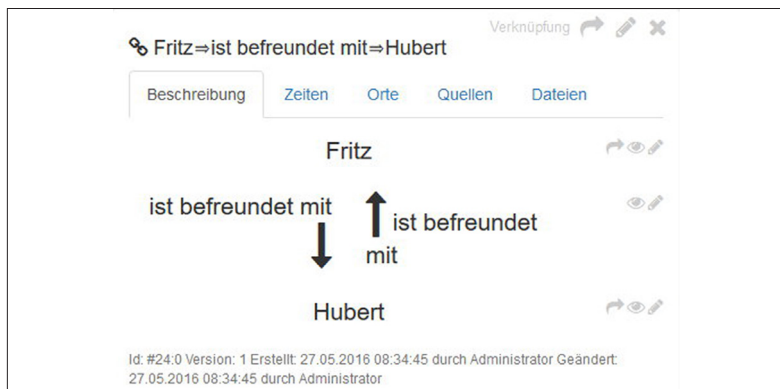 Verknüpfung
Fritz⇒ist befreundet mit⇒Hubert
Beschreibung Zeiten Orte Quellen Dateien
Fritz
ist befreundet mit
ist befreundet
mit
Hubert
Id: #24:0 Version: 1 Erstellt: 27.05.2016 08:34:45 durch Administrator Geändert:
27.05.2016 08:34:45 durch Administrator